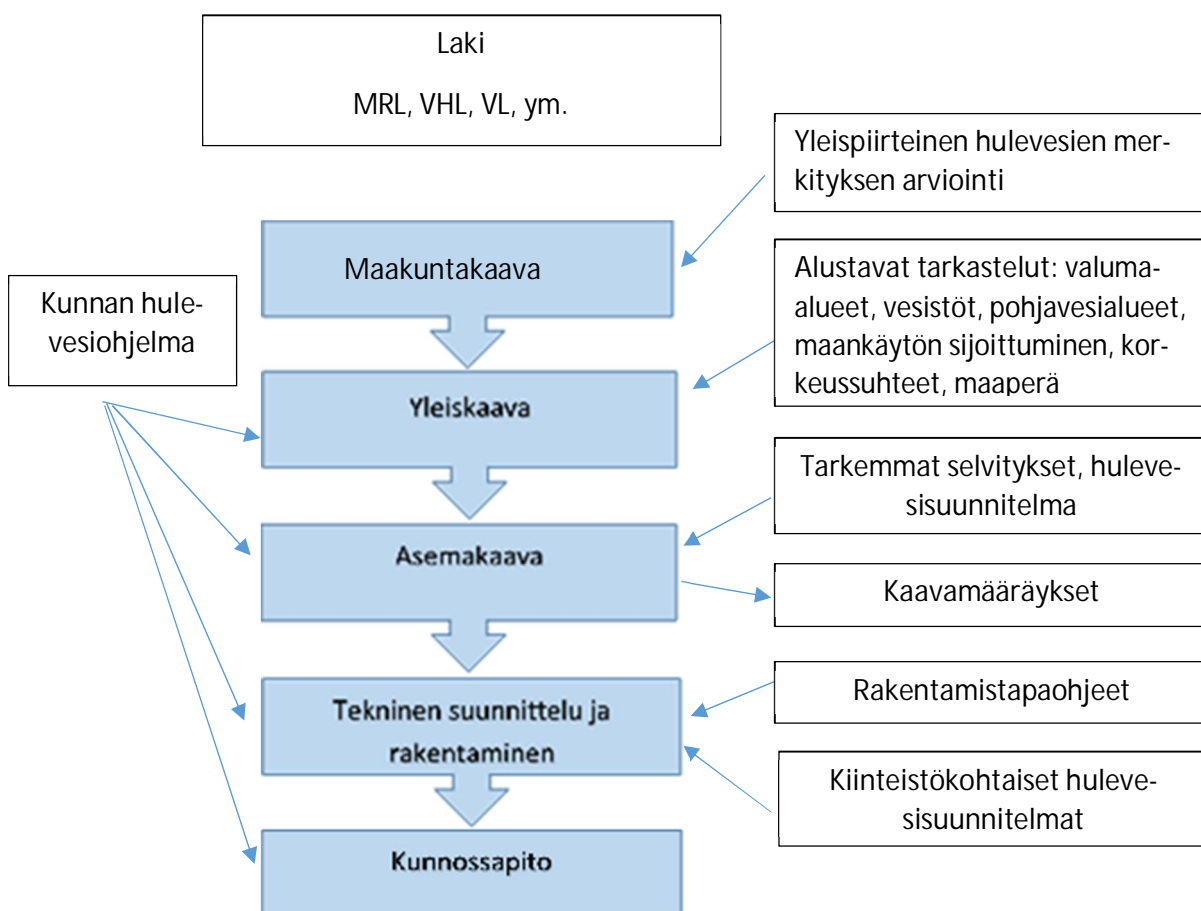 Laki
MRL, VHL, VL, ym.
Yleispiirteinen hulevesien mer-
kityksen arviointi
Maakuntakaava
Kunnan hule-
vesiohjelma
Alustavat tarkastelut: valuma-
alueet, vesistöt, pohjavesialueet,
maankäytön sijoittuminen, kor-
keussuhteet, maaperä
Yleiskaava
Tarkemmat selvitykset, huleve-
sisuunnitelma
Asemakaava
Kaavamääräykset
Rakentamistapaohjeet
Tekninen suunnittelu ja
rakentaminen
Kiinteistökohtaiset huleve-
sisuunnitelmat
Kunnossapito